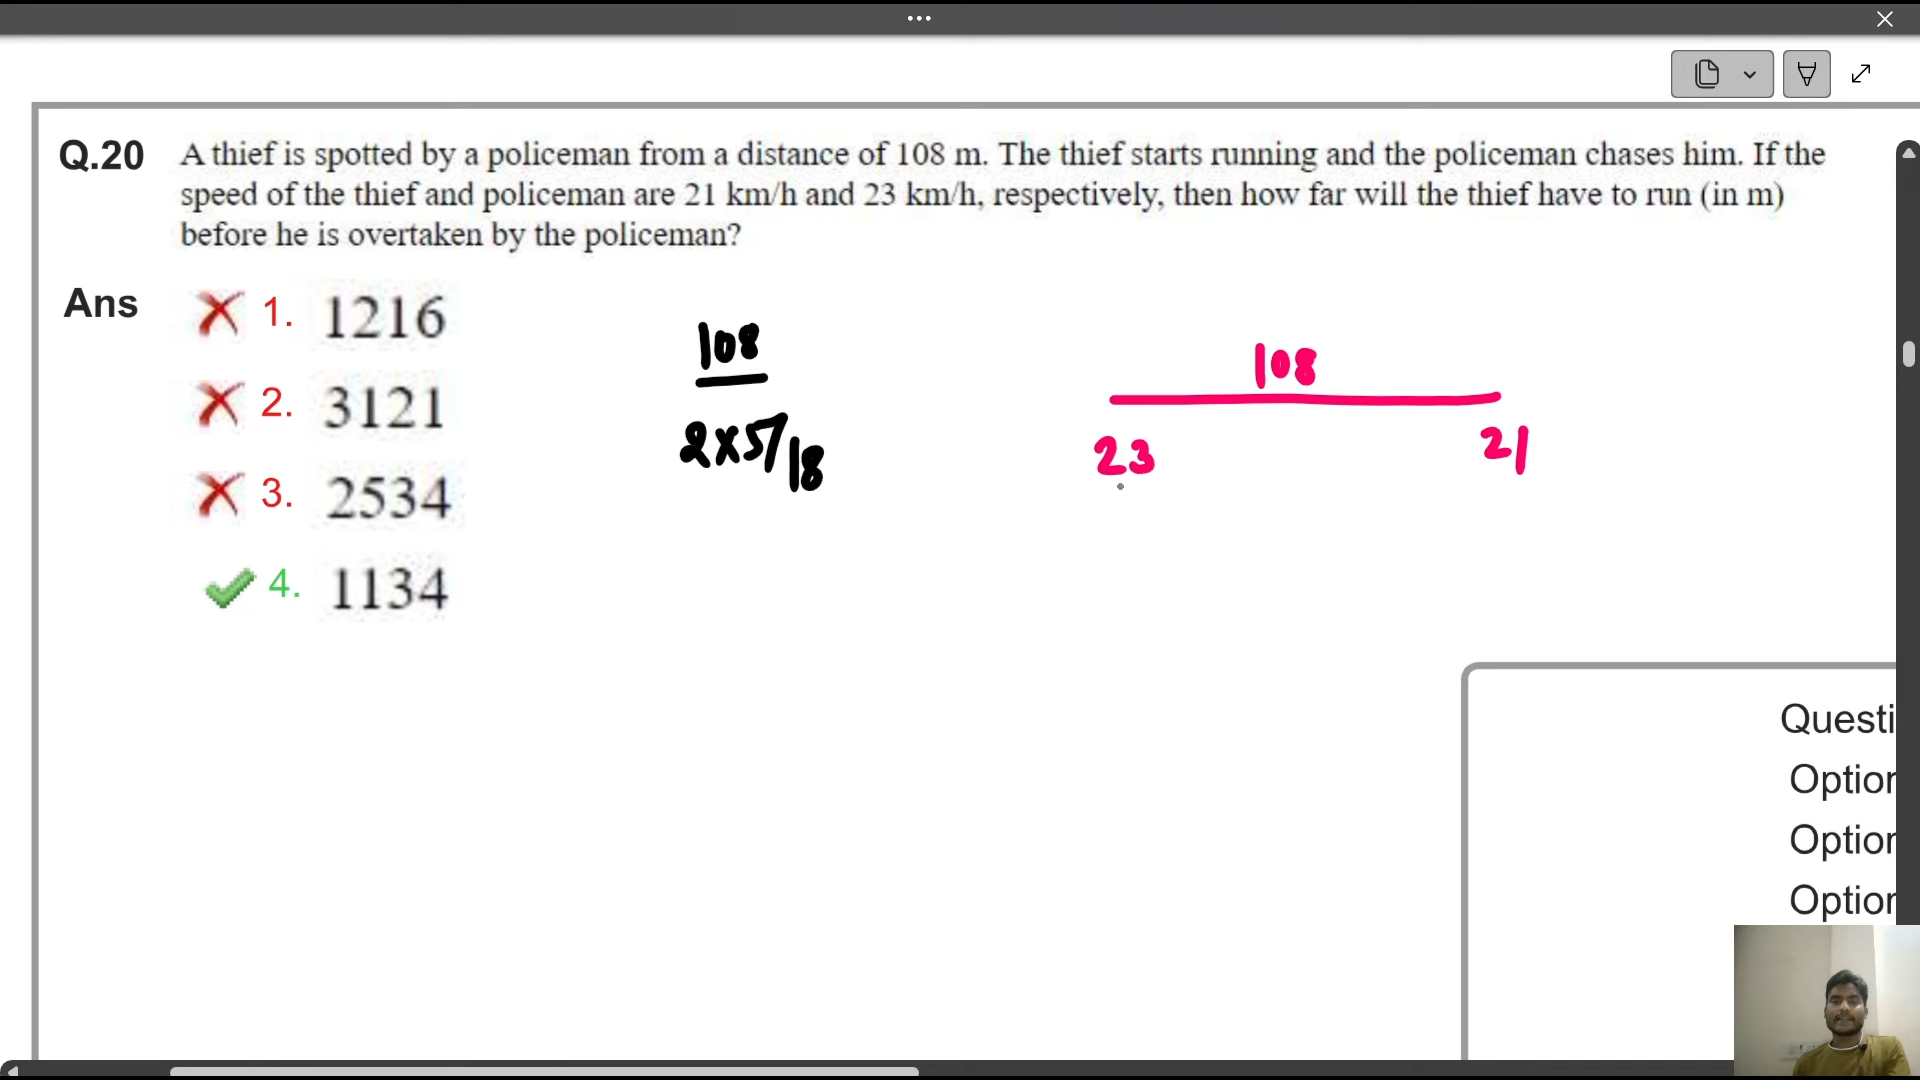 Q.20 A thief is spotted by a policeman from a distance of 108 m. The thief starts running and the policeman chases him. If the
speed of the thief and policeman are 21 km/h and 23 km/h, respectively, then how far will the thief have to run (in m)
before he is overtaken by the policeman?
Ans 1. 1216
2. 3121
3. 2534
4. 1134
108
2×5/18
108
23 21
Questi
Option
Option
Option